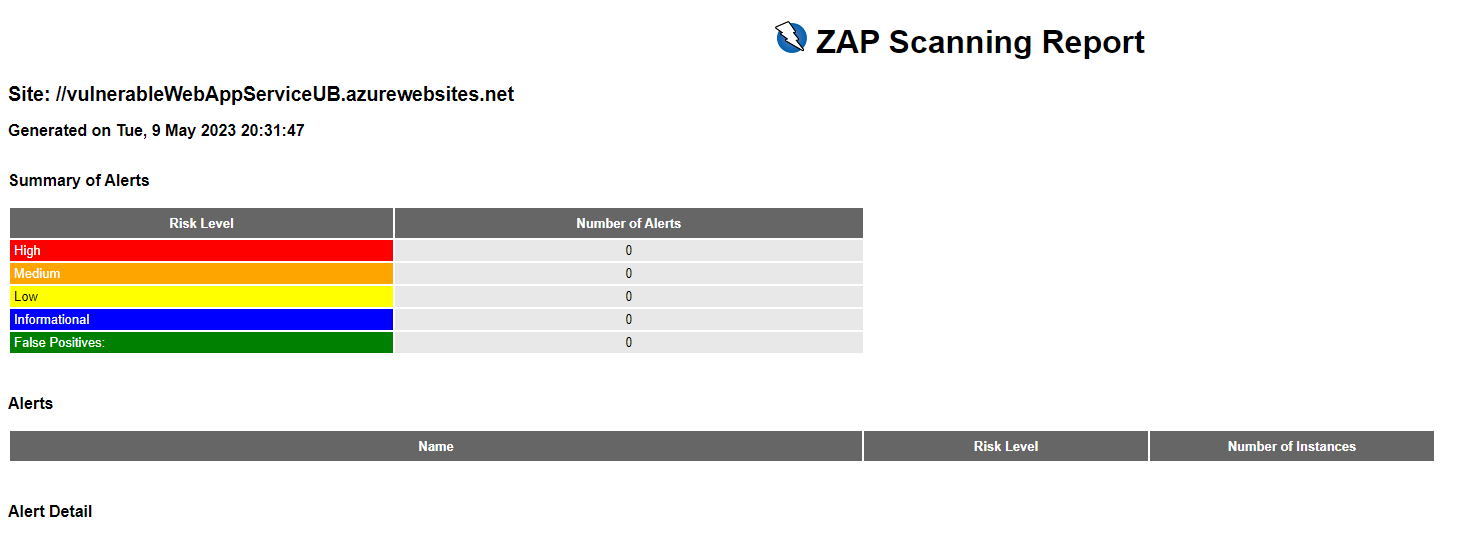 ZAP Scanning Report
Site: //vulnerableWebAppServiceUB.azurewebsites.net
Generated on Tue, 9 May 2023 20:31:47
Summary of Alerts
Risk Level Number of Alerts
High 0
Medium 0
Low 0
Informational 0
False Positives: 0
Alerts
Name Risk Level Number of Instances
Alert Detail